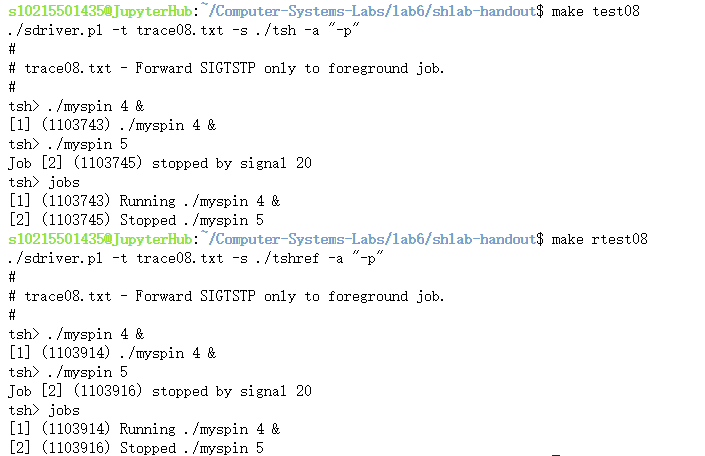 s10215501435@JupyterHub:~/Computer-Systems-Labs/lab6/shlab-handout$ make test08
./sdriver.pl -t trace08.txt -s ./tsh -a "-p"
#
# trace08.txt - Forward SIGTSTP only to foreground job.
#
tsh> ./myspin 4 &
[1] (1103743) ./myspin 4 &
tsh> ./myspin 5
Job [2] (1103745) stopped by signal 20
tsh> jobs
[1] (1103743) Running ./myspin 4 &
[2] (1103745) Stopped ./myspin 5
s10215501435@JupyterHub:~/Computer-Systems-Labs/lab6/shlab-handout$ make rtest08
./sdriver.pl -t trace08.txt -s ./tshref -a "-p"
#
# trace08.txt - Forward SIGTSTP only to foreground job.
#
tsh> ./myspin 4 &
[1] (1103914) ./myspin 4 &
tsh> ./myspin 5
Job [2] (1103916) stopped by signal 20
tsh> jobs
[1] (1103914) Running ./myspin 4 &
[2] (1103916) Stopped ./myspin 5